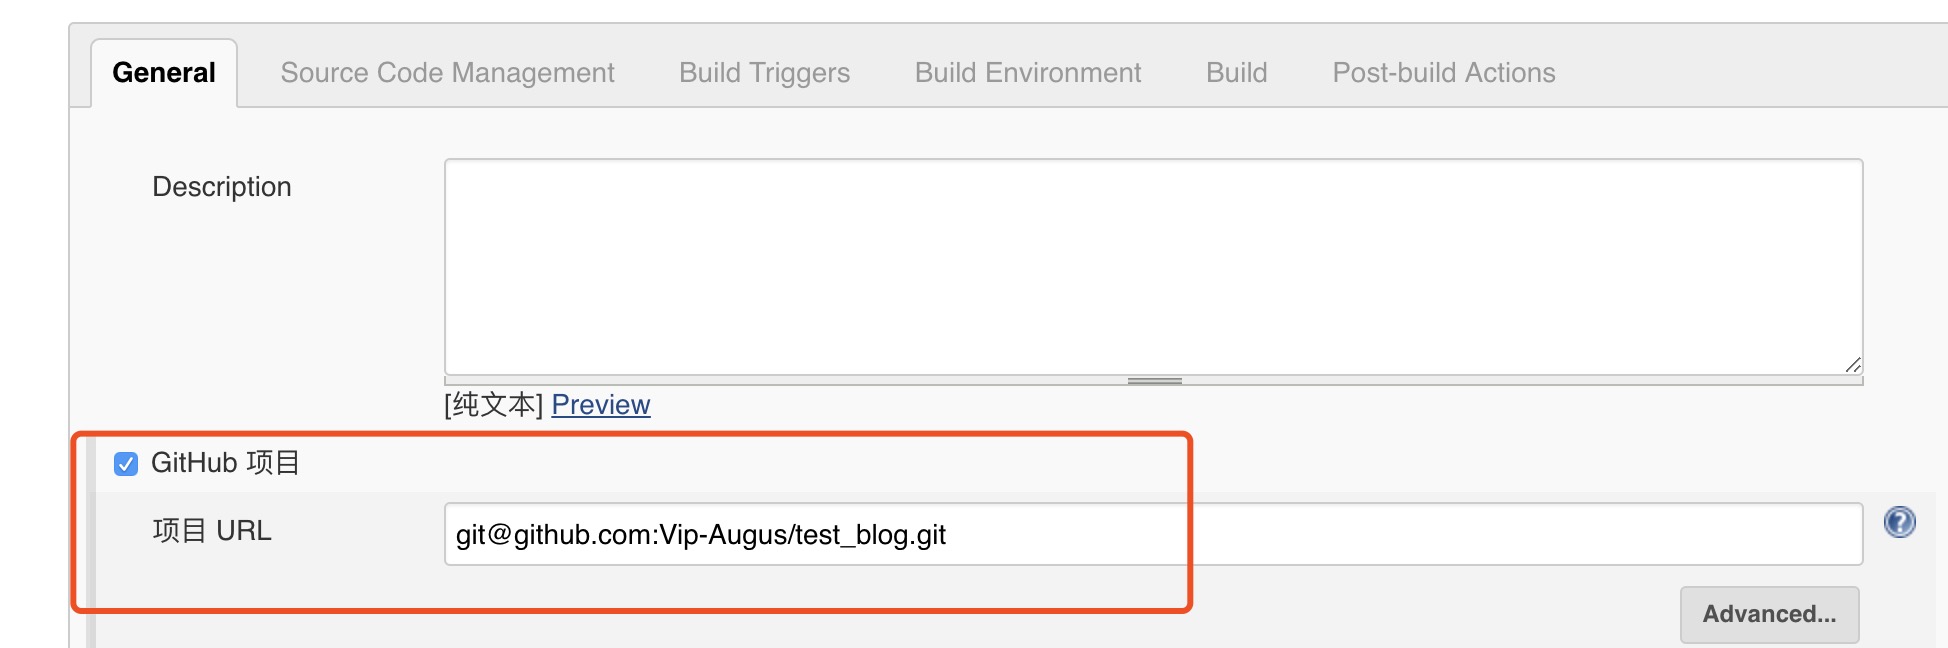 General Source Code Management Build Triggers Build Environment Build Post-build Actions
Description
[纯文本] Preview
GitHub 项目
项目 URL git@github.com:Vip-Augus/test_blog.git
?
Advanced...